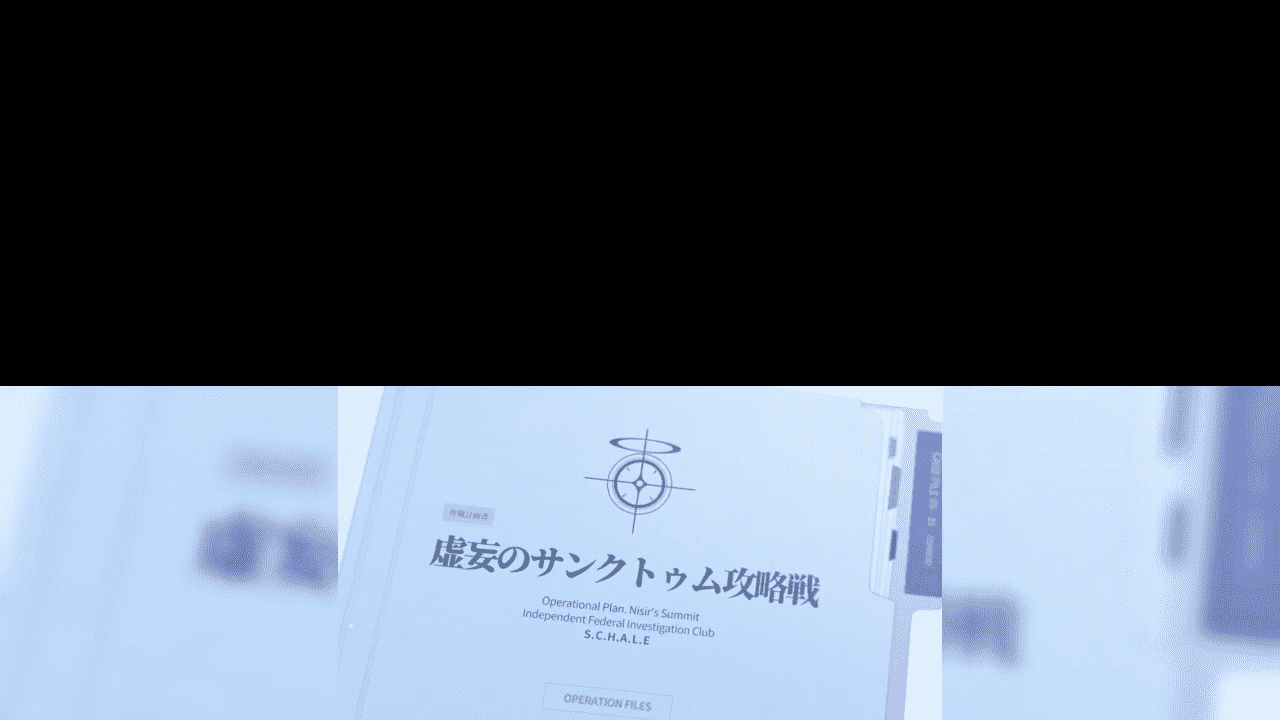 作戦計画書
虚妄のサンクトゥム攻略戦
Operational Plan. Nisir's Summit
Independent Federal Investigation Club
S.C.H.A.L.E
OPERATION FILES